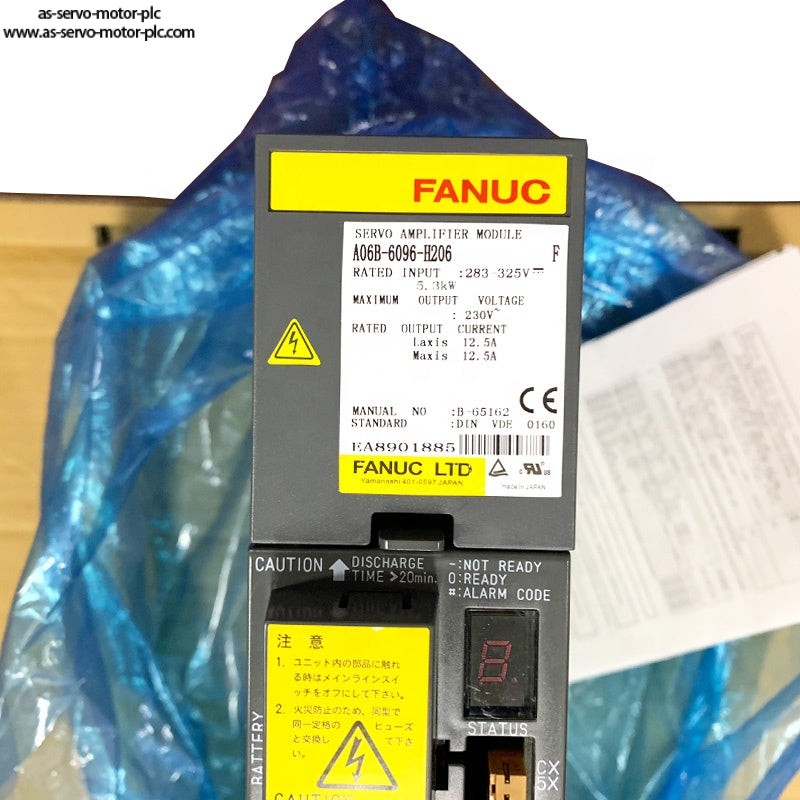 as-servo-motor-plc
www.as-servo-motor-plc.com
FANUC
SERVO AMPLIFIER MODULE
A06B-6096-H206 F
RATED INPUT :283-325V⎓
5.3kW
MAXIMUM OUTPUT VOLTAGE
: 230V~
RATED OUTPUT CURRENT
Laxis 12.5A
Maxis 12.5A
MANUAL NO :B-65162
STANDARD :DIN VDE 0160
CE
EA8901885
FANUC LTD
Yamanashi 401-0597 JAPAN
c UR us
made in JAPAN
CAUTION DISCHARGE TIME >20min.
-:NOT READY
0:READY
#:ALARM CODE
8.
STATUS
注 意
1. ユニット内の部品に触れ
る時はメインラインスイ
ッチをオフにして下さい。
2. 火災防止のため、同型で
同一定格の ヒューズ
と交換し て下さ
い。
CAUTION
BATTERY
CX
5X